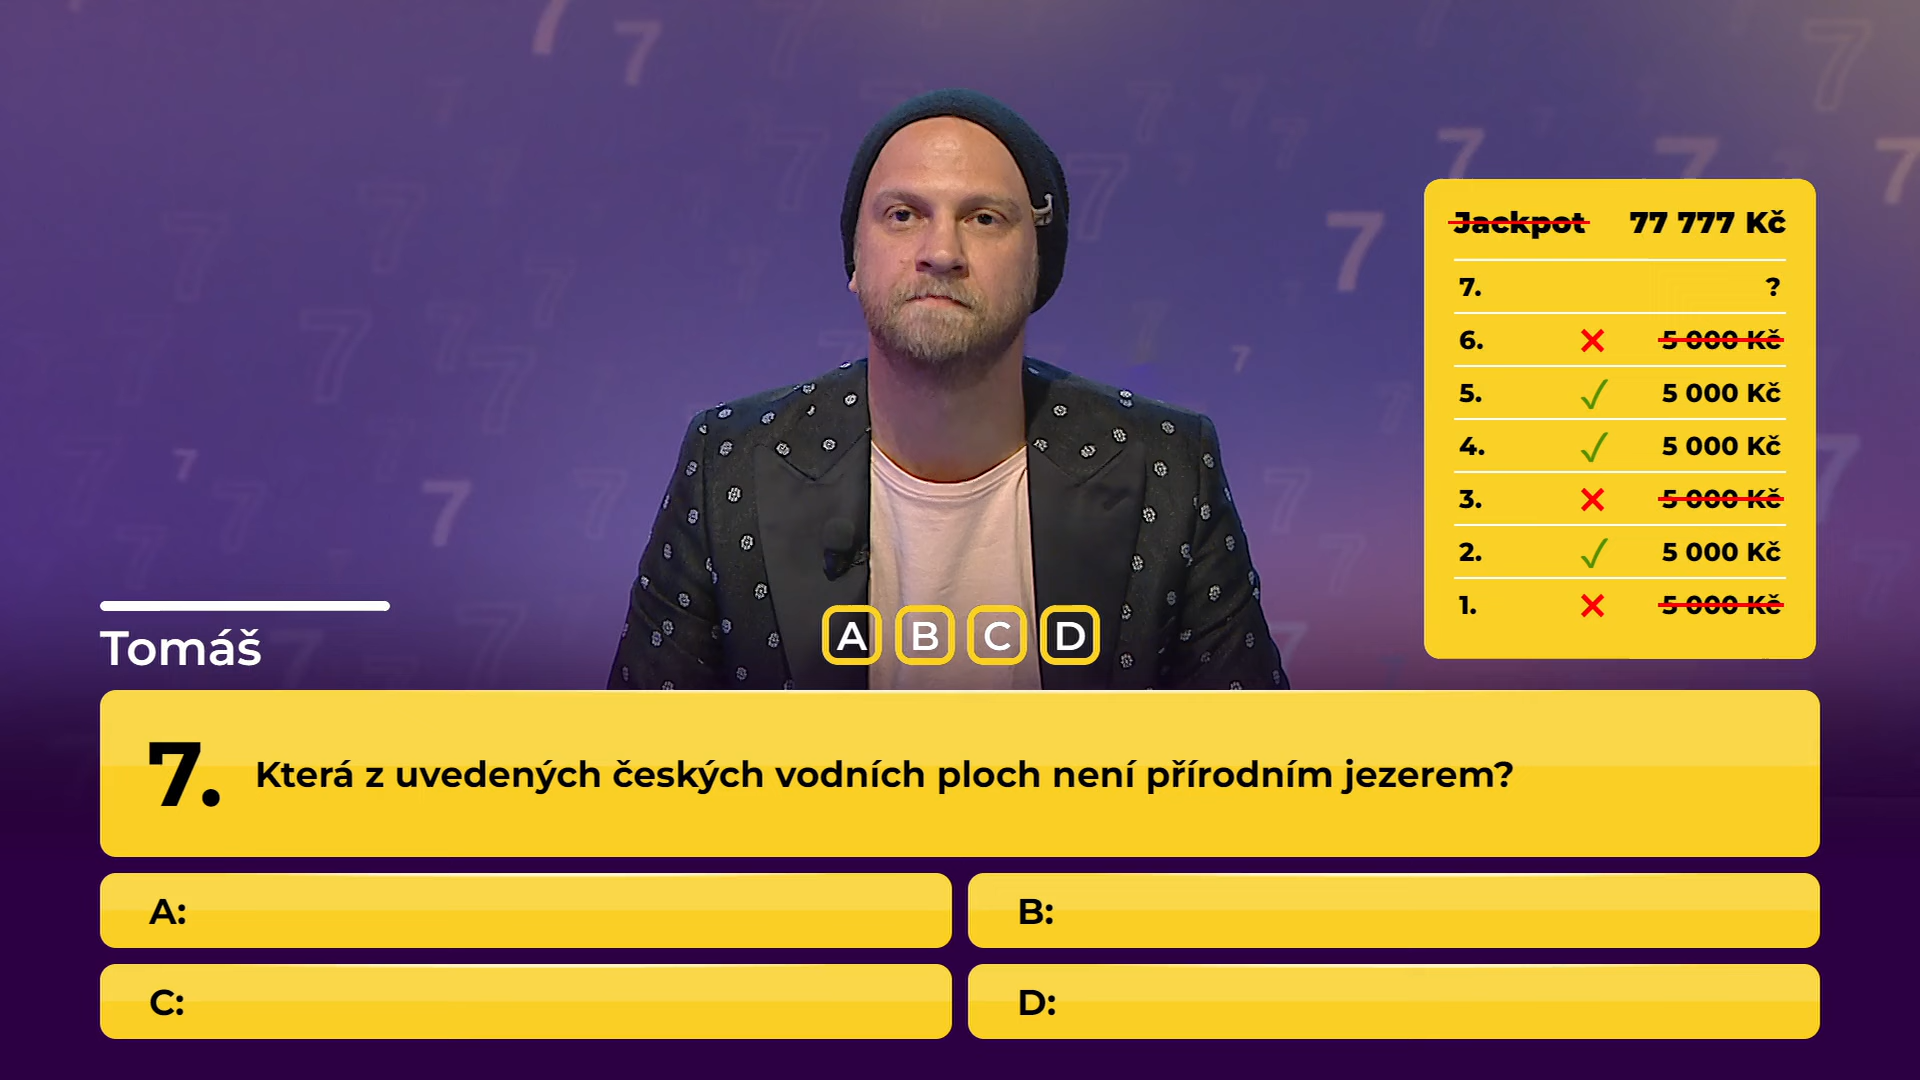 Jackpot 77 777 Kč
7. ?
6. ✕ 5 000 Kč
5. ✓ 5 000 Kč
4. ✓ 5 000 Kč
3. ✕ 5 000 Kč
2. ✓ 5 000 Kč
1. ✕ 5 000 Kč
Tomáš
A B C D
7. Která z uvedených českých vodních ploch není přírodním jezerem?
A:
B:
C:
D: